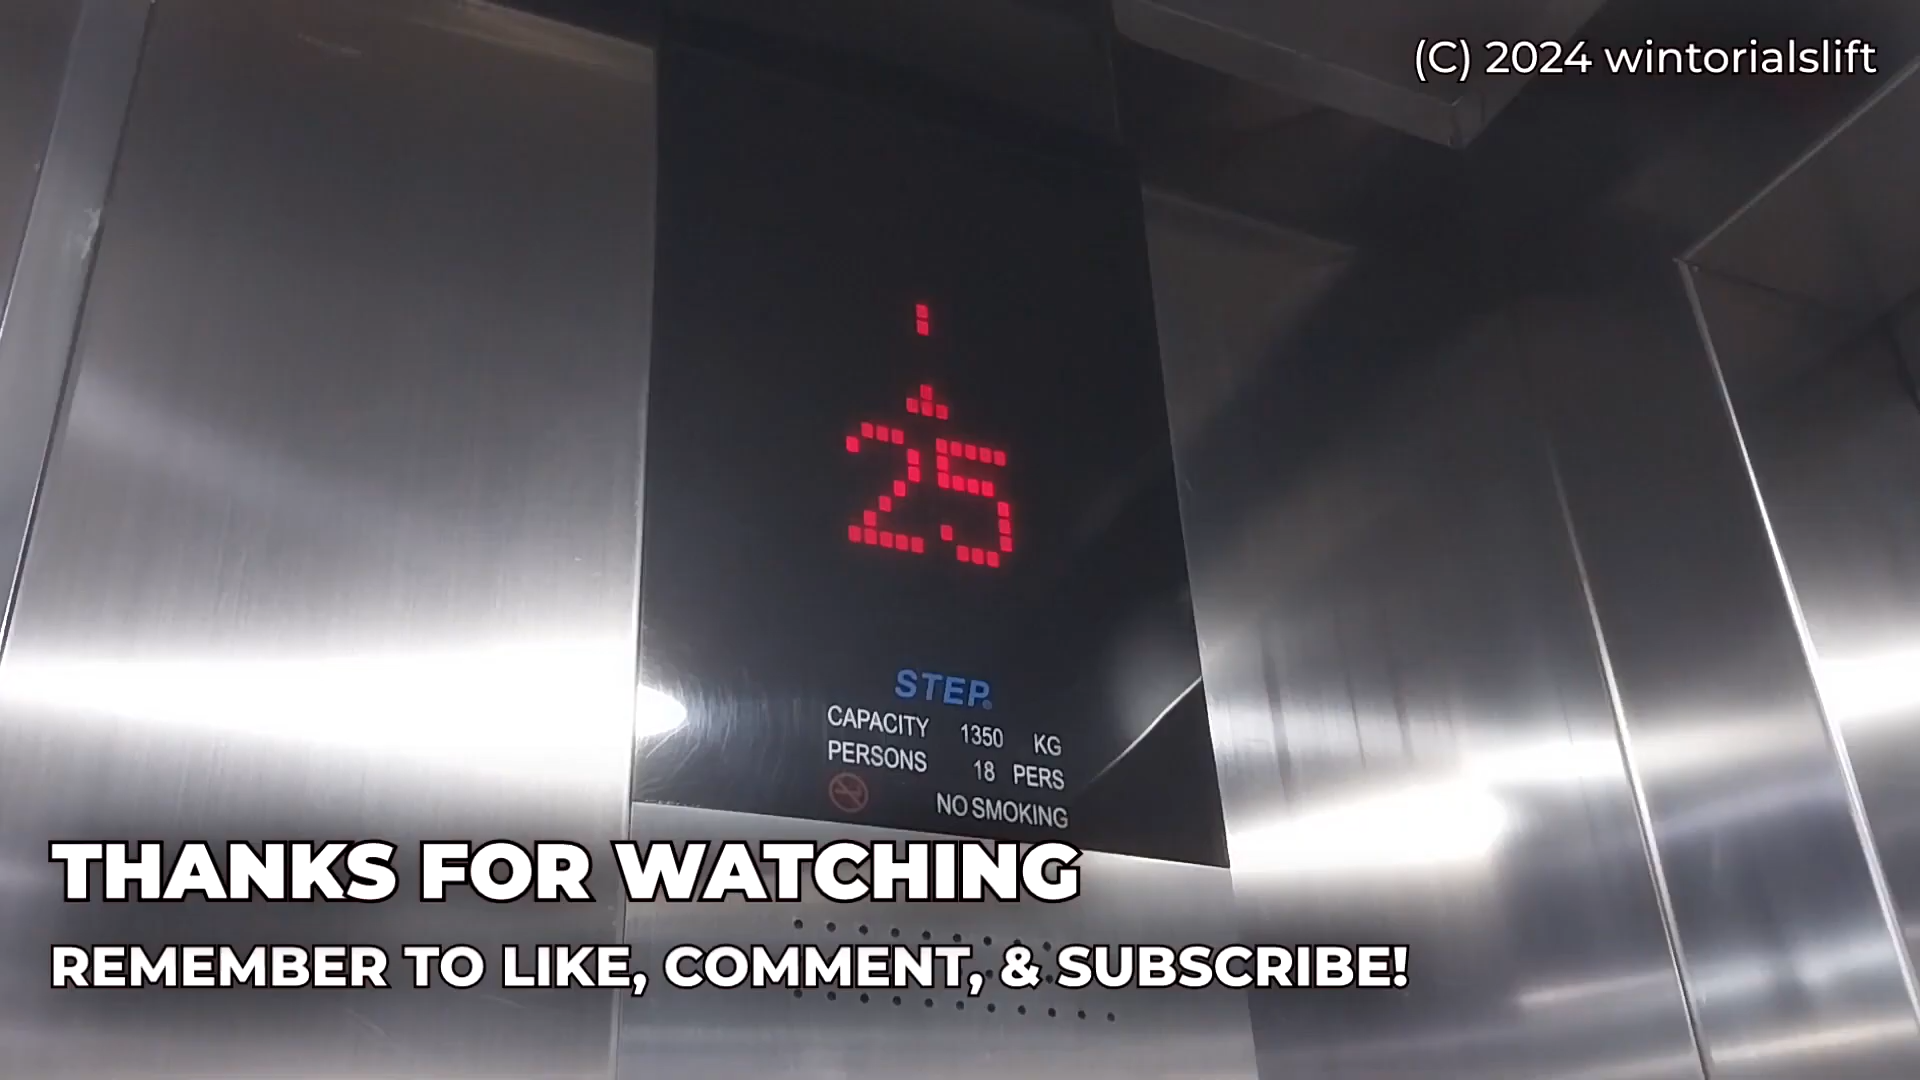 (C) 2024 wintorialslift
25
STEP
CAPACITY 1350 KG
PERSONS 18 PERS
NO SMOKING
THANKS FOR WATCHING
REMEMBER TO LIKE, COMMENT, & SUBSCRIBE!